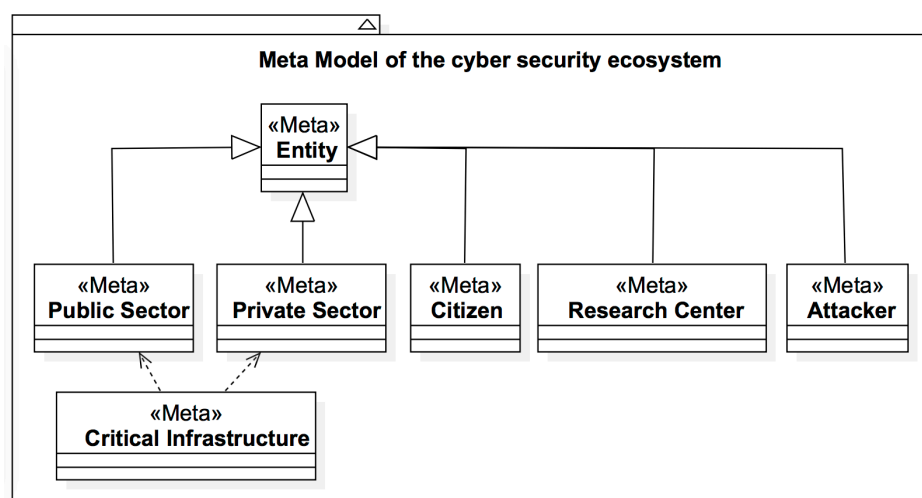 Meta Model of the cyber security ecosystem
«Meta»
Entity
«Meta»
Public Sector
«Meta»
Private Sector
«Meta»
Citizen
«Meta»
Research Center
«Meta»
Attacker
«Meta»
Critical Infrastructure